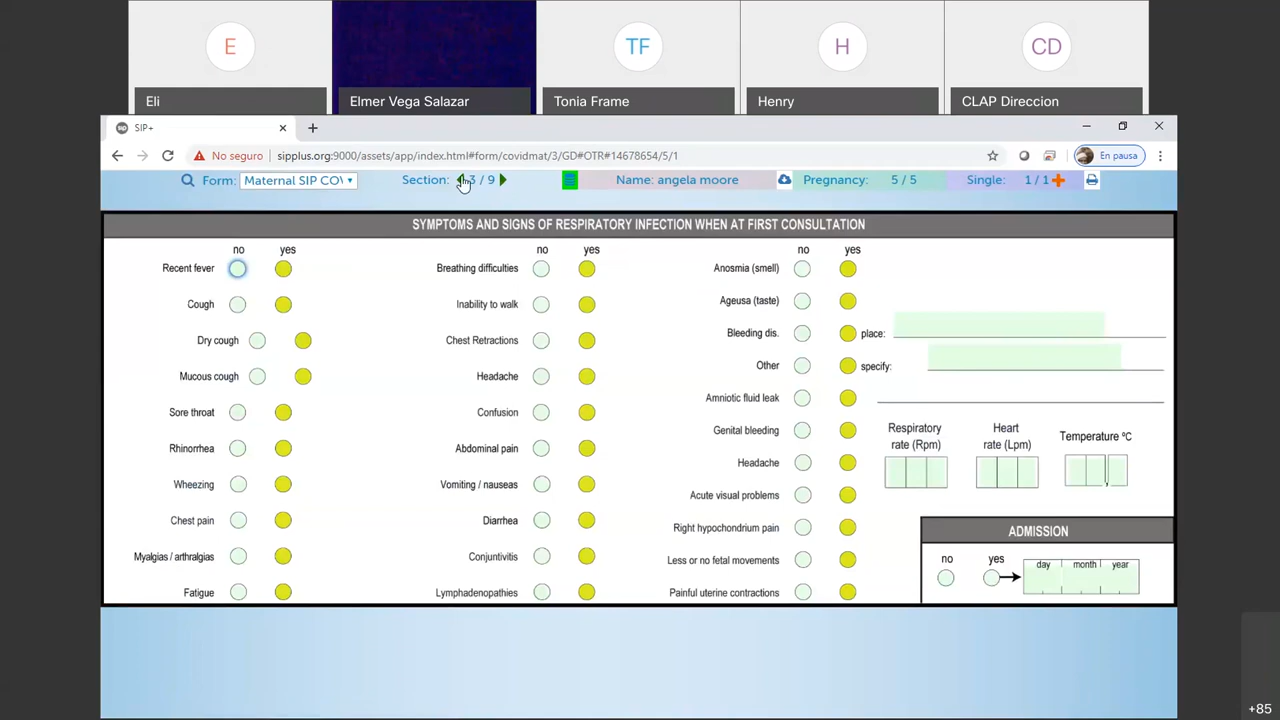 E
TF
H
CD
Eli
Elmer Vega Salazar
Tonia Frame
Henry
CLAP Direccion
sip
SIP+
No seguro
sipplus.org:9000/assets/app/index.html#form/covidmat/3/GD#OTR#14678654/5/1
En pausa
Form:
Maternal SIP CO
Section:
3 / 9
Name: angela moore
Pregnancy:
5 / 5
Single:
1 / 1
SYMPTOMS AND SIGNS OF RESPIRATORY INFECTION WHEN AT FIRST CONSULTATION
no yes
Recent fever
Cough
Dry cough
Mucous cough
Sore throat
Rhinorrhea
Wheezing
Chest pain
Myalgias / arthralgias
Fatigue
no yes
Breathing difficulties
Inability to walk
Chest Retractions
Headache
Confusion
Abdominal pain
Vomiting / nauseas
Diarrhea
Conjuntivitis
Lymphadenopathies
no yes
Anosmia (smell)
Ageusa (taste)
Bleeding dis.
place:
Other
specify:
Amniotic fluid leak
Genital bleeding
Headache
Acute visual problems
Right hypochondrium pain
Less or no fetal movements
Painful uterine contractions
Respiratory
rate (Rpm)
Heart
rate (Lpm)
Temperature ºC
,
ADMISSION
no yes
day month year
+85